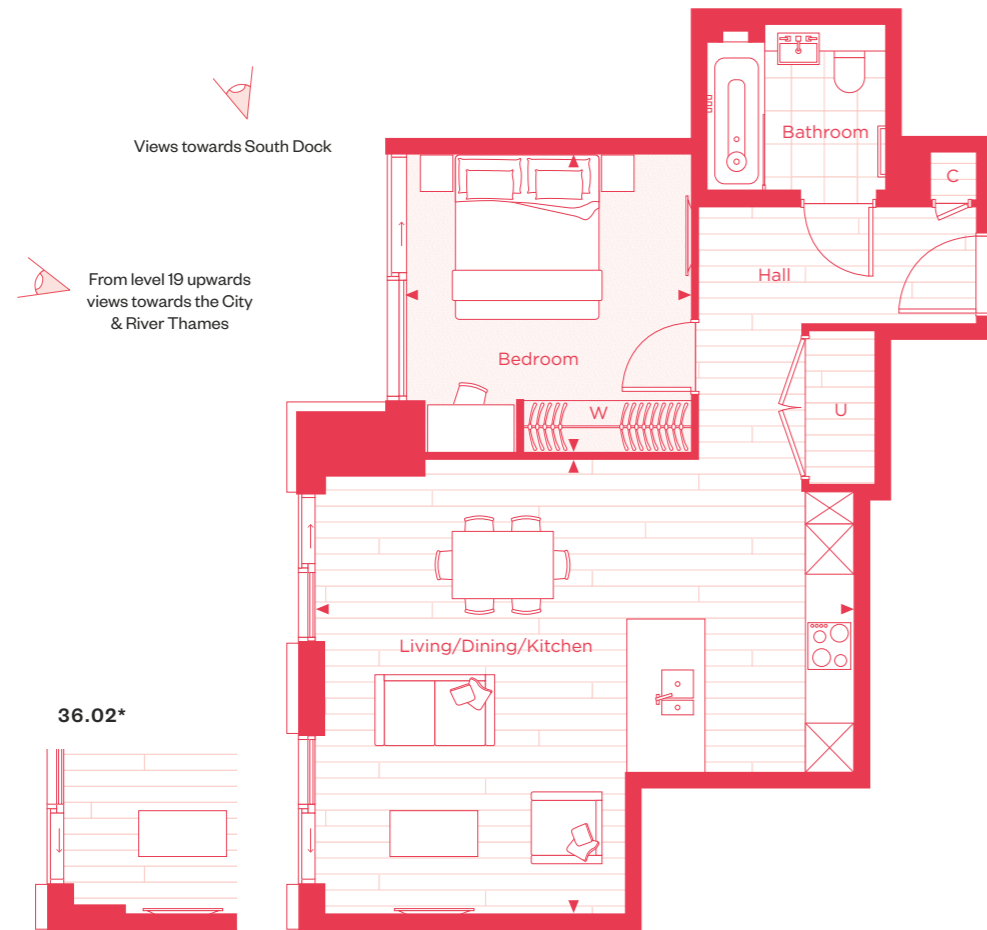 Views towards South Dock
From level 19 upwards
views towards the City
& River Thames
Bathroom
C
Hall
Bedroom
W
U
Living/Dining/Kitchen
36.02*